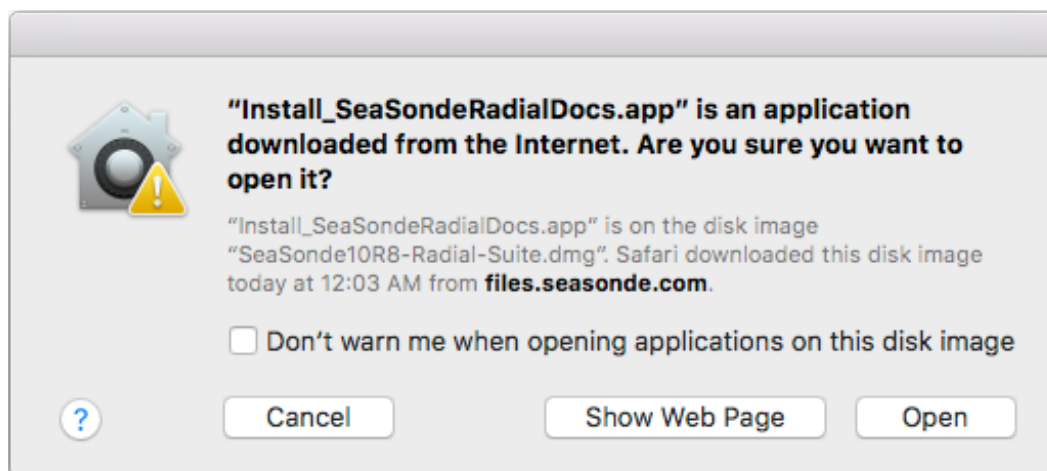 “Install_SeaSondeRadialDocs.app” is an application
downloaded from the Internet. Are you sure you want to
open it?
“Install_SeaSondeRadialDocs.app” is on the disk image
“SeaSonde10R8-Radial-Suite.dmg”. Safari downloaded this disk image
today at 12:03 AM from files.seasonde.com.
Don’t warn me when opening applications on this disk image
? Cancel Show Web Page Open